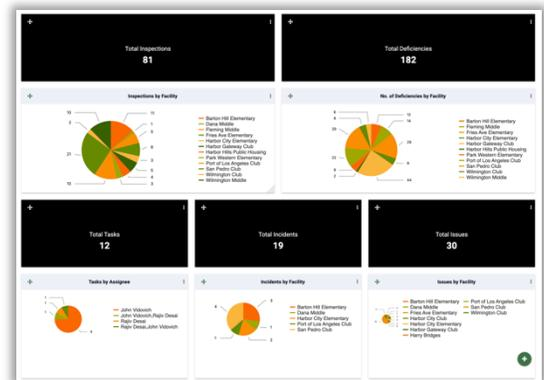 Total Inspections
81
Total Deficiencies
182
Inspections by Facility
Barton Hill Elementary
Dana Middle
Fleming Middle
Fries Ave Elementary
Harbor City Elementary
Harbor Gateway Club
Harbor Hills Public Housing
Park Western Elementary
Port of Los Angeles Club
San Pedro Club
Wilmington Club
Wilmington Middle
No. of Deficiencies by Facility
Barton Hill Elementary
Fleming Middle
Fries Ave Elementary
Harbor City Elementary
Harbor Gateway Club
Harbor Hills Public Housing
Park Western Elementary
Port of Los Angeles Club
San Pedro Club
Wilmington Club
Wilmington Middle
Total Tasks
12
Total Incidents
19
Total Issues
30
Tasks by Assignee
John Vidovich
John Vidovich,Rajiv Desai
Rajiv Desai
Rajiv Desai,John Vidovich
Incidents by Facility
Barton Hill Elementary
Dana Middle
Harbor City Elementary
Port of Los Angeles Club
San Pedro Club
Issues by Facility
Barton Hill Elementary
Dana Middle
Fries Ave Elementary
Harbor City Club
Harbor City Elementary
Harbor Gateway Club
Harry Bridges
Port of Los Angeles Club
San Pedro Club
Wilmington Club